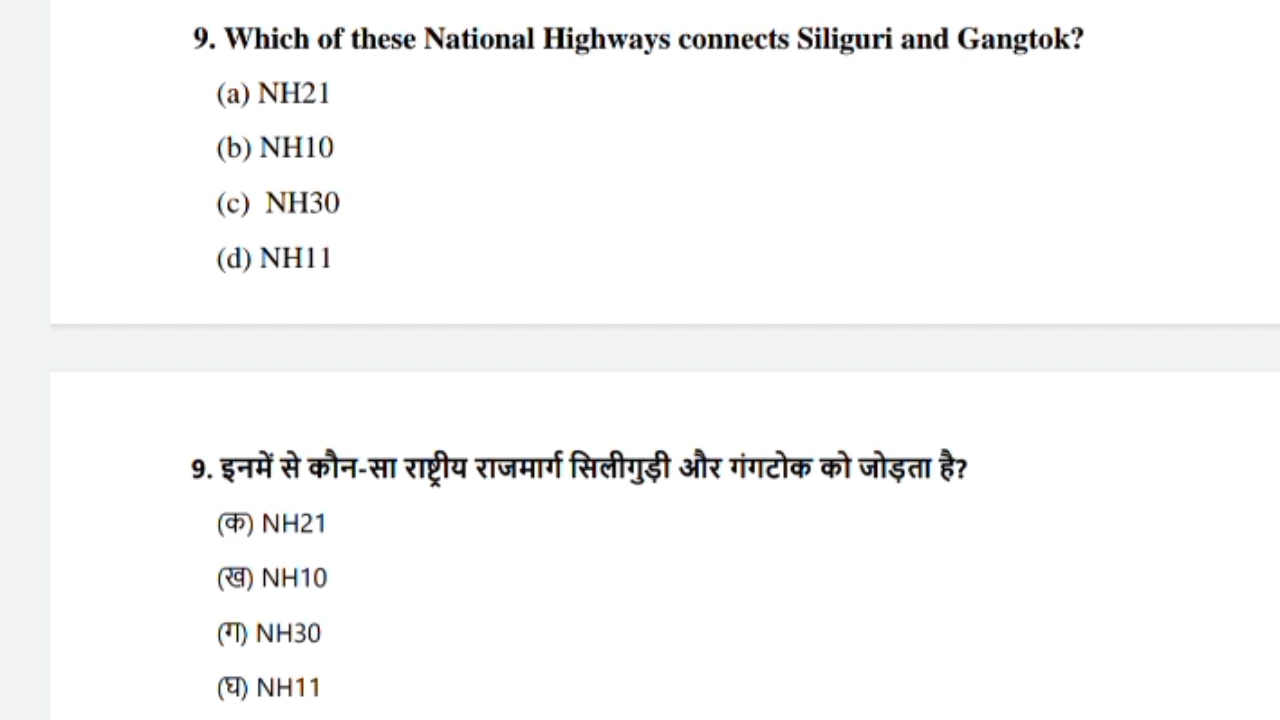 9. Which of these National Highways connects Siliguri and Gangtok?
(a) NH21
(b) NH10
(c) NH30
(d) NH11
9. इनमें से कौन-सा राष्ट्रीय राजमार्ग सिलीगुड़ी और गंगटोक को जोड़ता है?
(क) NH21
(ख) NH10
(ग) NH30
(घ) NH11